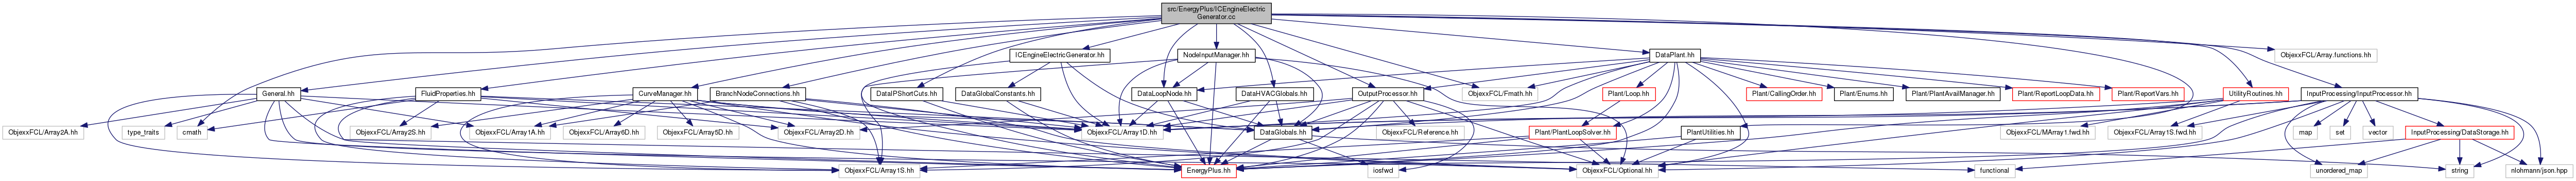 src/EnergyPlus/ICEngineElectric
Generator.cc
ICEngineElectricGenerator.hh
NodeInputManager.hh
DataPlant.hh
ObjexxFCL/Array.functions.hh
General.hh
FluidProperties.hh
CurveManager.hh
BranchNodeConnections.hh
DataIPShortCuts.hh
DataGlobalConstants.hh
DataLoopNode.hh
DataHVACGlobals.hh
OutputProcessor.hh
ObjexxFCL/Fmath.hh
Plant/Loop.hh
Plant/CallingOrder.hh
Plant/Enums.hh
Plant/PlantAvailManager.hh
Plant/ReportLoopData.hh
Plant/ReportVars.hh
UtilityRoutines.hh
InputProcessing/InputProcessor.hh
ObjexxFCL/Array2A.hh
type_traits
cmath
ObjexxFCL/Array2S.hh
ObjexxFCL/Array1A.hh
ObjexxFCL/Array6D.hh
ObjexxFCL/Array5D.hh
ObjexxFCL/Array2D.hh
ObjexxFCL/Array1D.hh
DataGlobals.hh
ObjexxFCL/Reference.hh
Plant/PlantLoopSolver.hh
PlantUtilities.hh
ObjexxFCL/MArray1.fwd.hh
ObjexxFCL/Array1S.fwd.hh
map
set
vector
InputProcessing/DataStorage.hh
ObjexxFCL/Array1S.hh
EnergyPlus.hh
iosfwd
ObjexxFCL/Optional.hh
functional
unordered_map
string
nlohmann/json.hpp